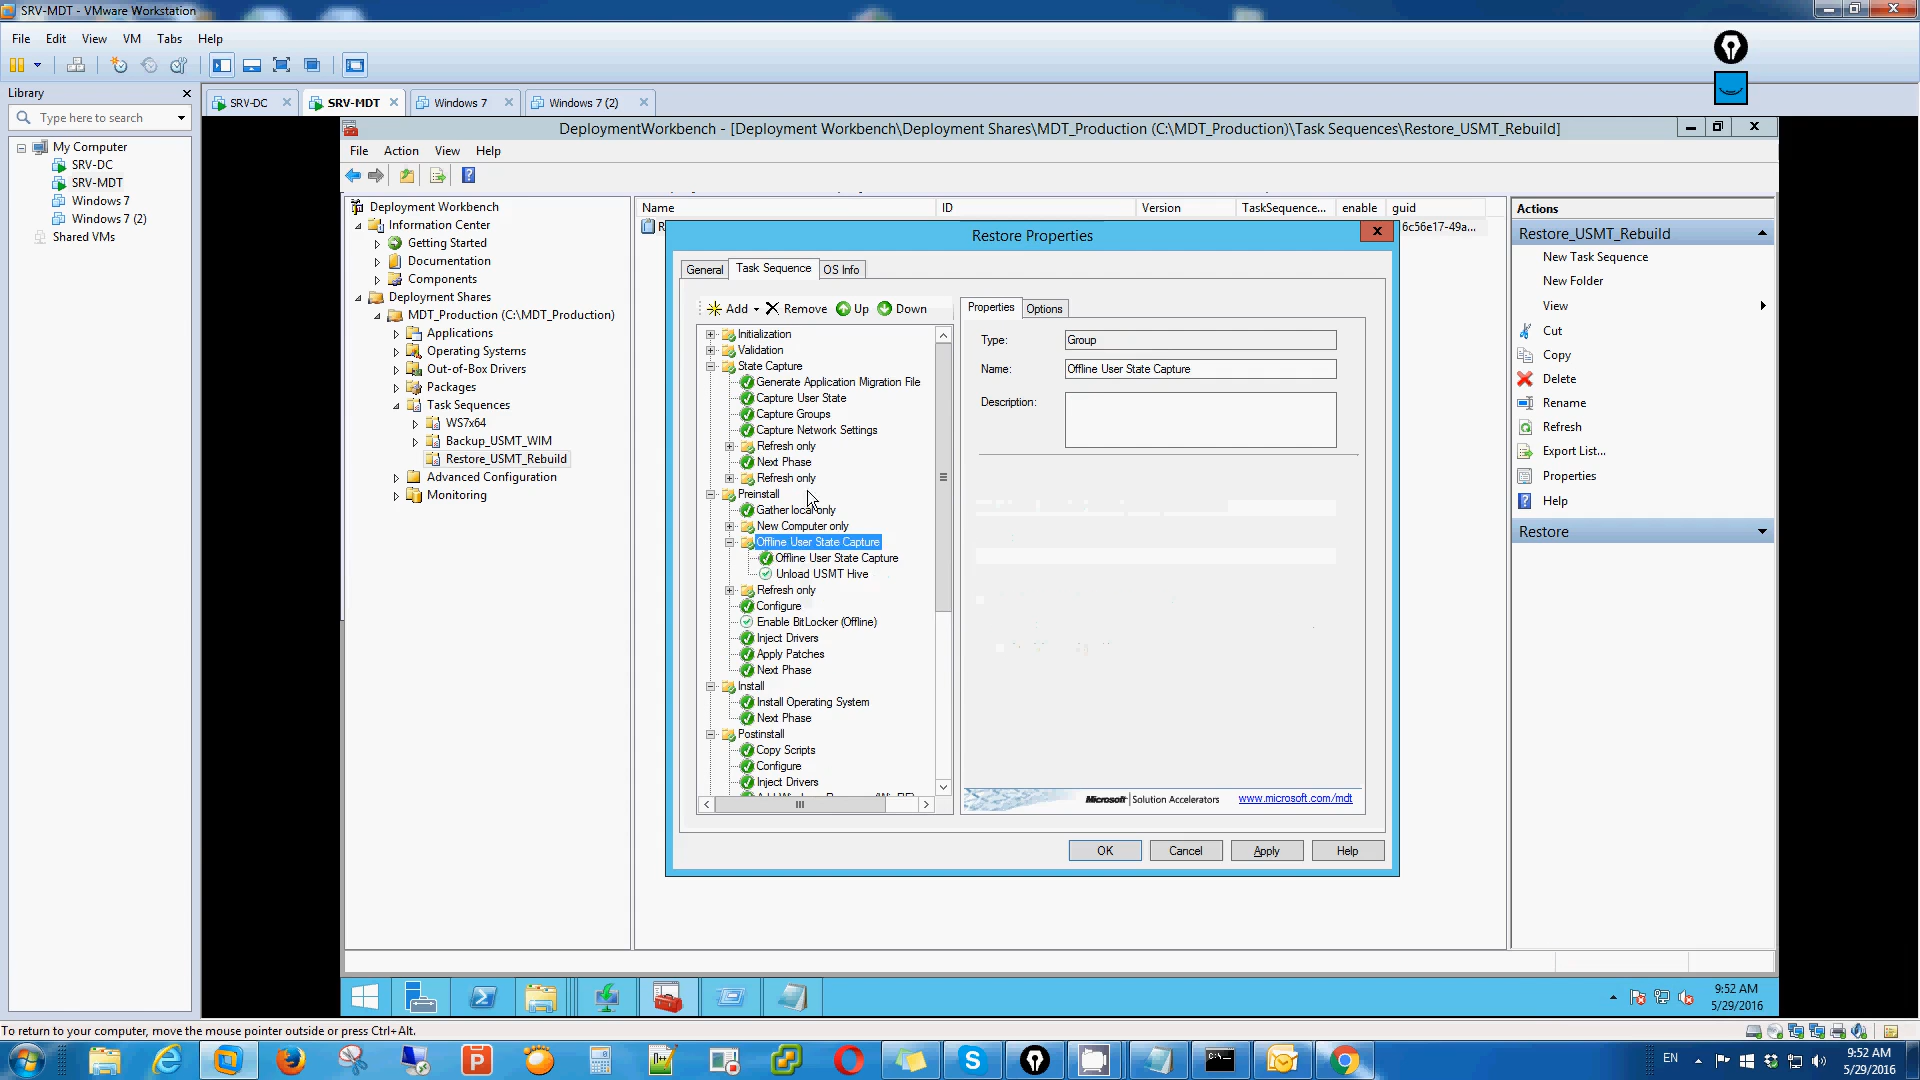 SRV-MDT - VMware Workstation
File Edit View VM Tabs Help
Library
Type here to search
My Computer
SRV-DC
SRV-MDT
Windows 7
Windows 7 (2)
Shared VMs
SRV-DC SRV-MDT Windows 7 Windows 7 (2)
DeploymentWorkbench - [Deployment Workbench\Deployment Shares\MDT_Production (C:\MDT_Production)\Task Sequences\Restore_USMT_Rebuild]
File Action View Help
Deployment Workbench
Information Center
Getting Started
Documentation
Components
Deployment Shares
MDT_Production (C:\MDT_Production)
Applications
Operating Systems
Out-of-Box Drivers
Packages
Task Sequences
WS7x64
Backup_USMT_WIM
Restore_USMT_Rebuild
Advanced Configuration
Monitoring
Name ID Version TaskSequence... enable guid
R 6c56e17-49a...
Restore Properties
General Task Sequence OS Info
Add Remove Up Down
Initialization
Validation
State Capture
Generate Application Migration File
Capture User State
Capture Groups
Capture Network Settings
Refresh only
Next Phase
Refresh only
Preinstall
Gather local only
New Computer only
Offline User State Capture
Offline User State Capture
Unload USMT Hive
Refresh only
Configure
Enable BitLocker (Offline)
Inject Drivers
Apply Patches
Next Phase
Install
Install Operating System
Next Phase
Postinstall
Copy Scripts
Configure
Inject Drivers
Properties Options
Type: Group
Name: Offline User State Capture
Description:
Microsoft | Solution Accelerators www.microsoft.com/mdt
OK Cancel Apply Help
Actions
Restore_USMT_Rebuild
New Task Sequence
New Folder
View
Cut
Copy
Delete
Rename
Refresh
Export List...
Properties
Help
Restore
9:52 AM
5/29/2016
To return to your computer, move the mouse pointer outside or press Ctrl+Alt.
EN
9:52 AM
5/29/2016